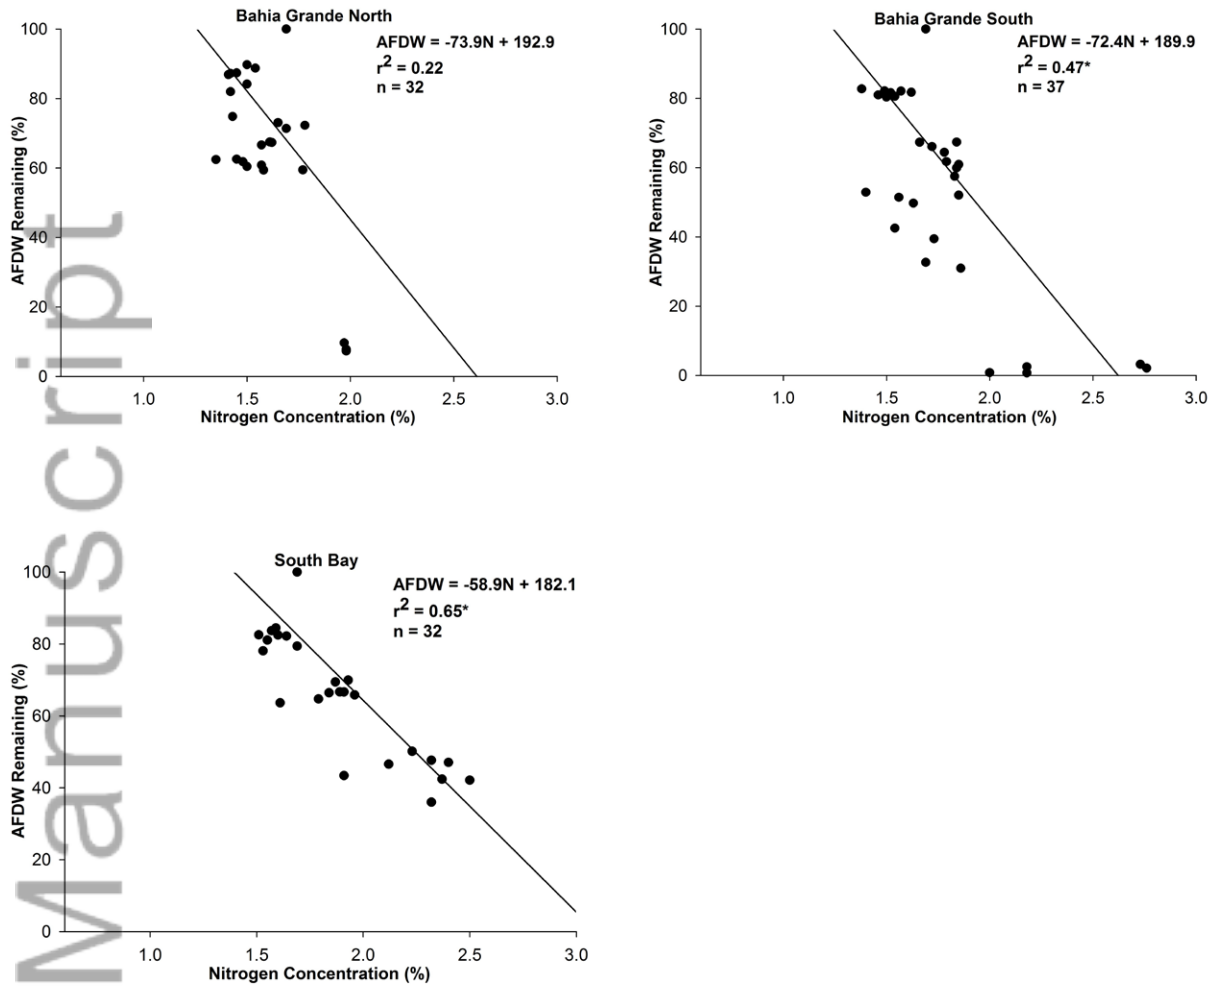 Bahia Grande North
AFDW = -73.9N + 192.9
r2 = 0.22
n = 32
100
80
60
40
20
0
AFDW Remaining (%)
1.0 1.5 2.0 2.5 3.0
Nitrogen Concentration (%)
Bahia Grande South
AFDW = -72.4N + 189.9
r2 = 0.47*
n = 37
100
80
60
40
20
0
AFDW Remaining (%)
1.0 1.5 2.0 2.5 3.0
Nitrogen Concentration (%)
South Bay
AFDW = -58.9N + 182.1
r2 = 0.65*
n = 32
100
80
60
40
20
0
AFDW Remaining (%)
1.0 1.5 2.0 2.5 3.0
Nitrogen Concentration (%)
Manuscript